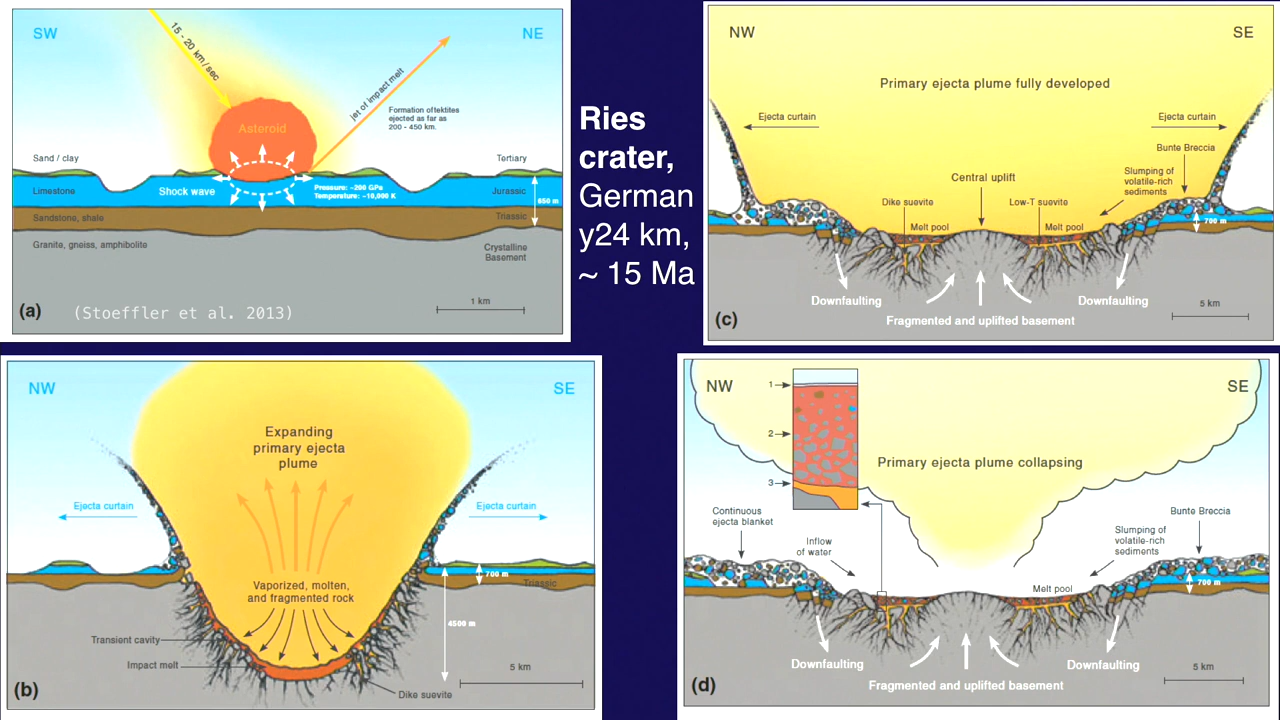 SW
NE
15 - 20 km/sec
jet of impact melt
Formation of tektites
ejected as far as
200 - 450 km.
Asteroid
Sand / clay
Tertiary
Limestone
Shock wave
Pressure: ~200 GPa
Temperature: ~10,000 K
Jurassic
650 m
Sandstone, shale
Triassic
Granite, gneiss, amphibolite
Crystalline
Basement
1 km
(a)
(Stoeffler et al. 2013)
Ries
crater,
German
y24 km,
~ 15 Ma
NW
SE
Primary ejecta plume fully developed
Ejecta curtain
Ejecta curtain
Bunte Breccia
Slumping of
volatile-rich
sediments
Central uplift
Dike suevite
Low-T suevite
Melt pool
Melt pool
700 m
Downfaulting
Downfaulting
Fragmented and uplifted basement
5 km
(c)
NW
SE
Expanding
primary ejecta
plume
Ejecta curtain
Ejecta curtain
Vaporized, molten,
and fragmented rock
700 m
Triassic
4500 m
Transient cavity
Impact melt
Dike suevite
5 km
(b)
NW
SE
1
2
3
Primary ejecta plume collapsing
Continuous
ejecta blanket
Inflow
of water
Bunte Breccia
Slumping of
volatile-rich
sediments
Melt pool
700 m
Downfaulting
Downfaulting
Fragmented and uplifted basement
5 km
(d)